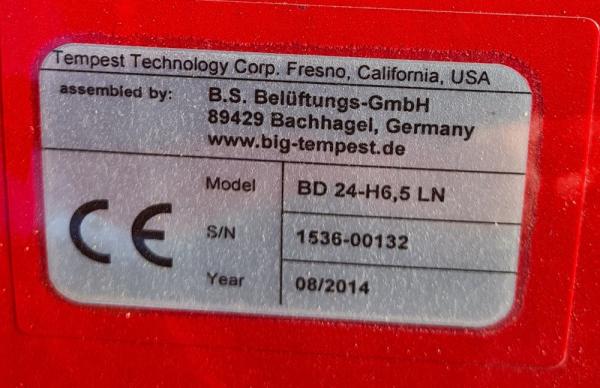 Tempest Technology Corp. Fresno, California, USA
assembled by: B.S. Belüftungs-GmbH
89429 Bachhagel, Germany
www.big-tempest.de
CE
Model BD 24-H6,5 LN
S/N 1536-00132
Year 08/2014